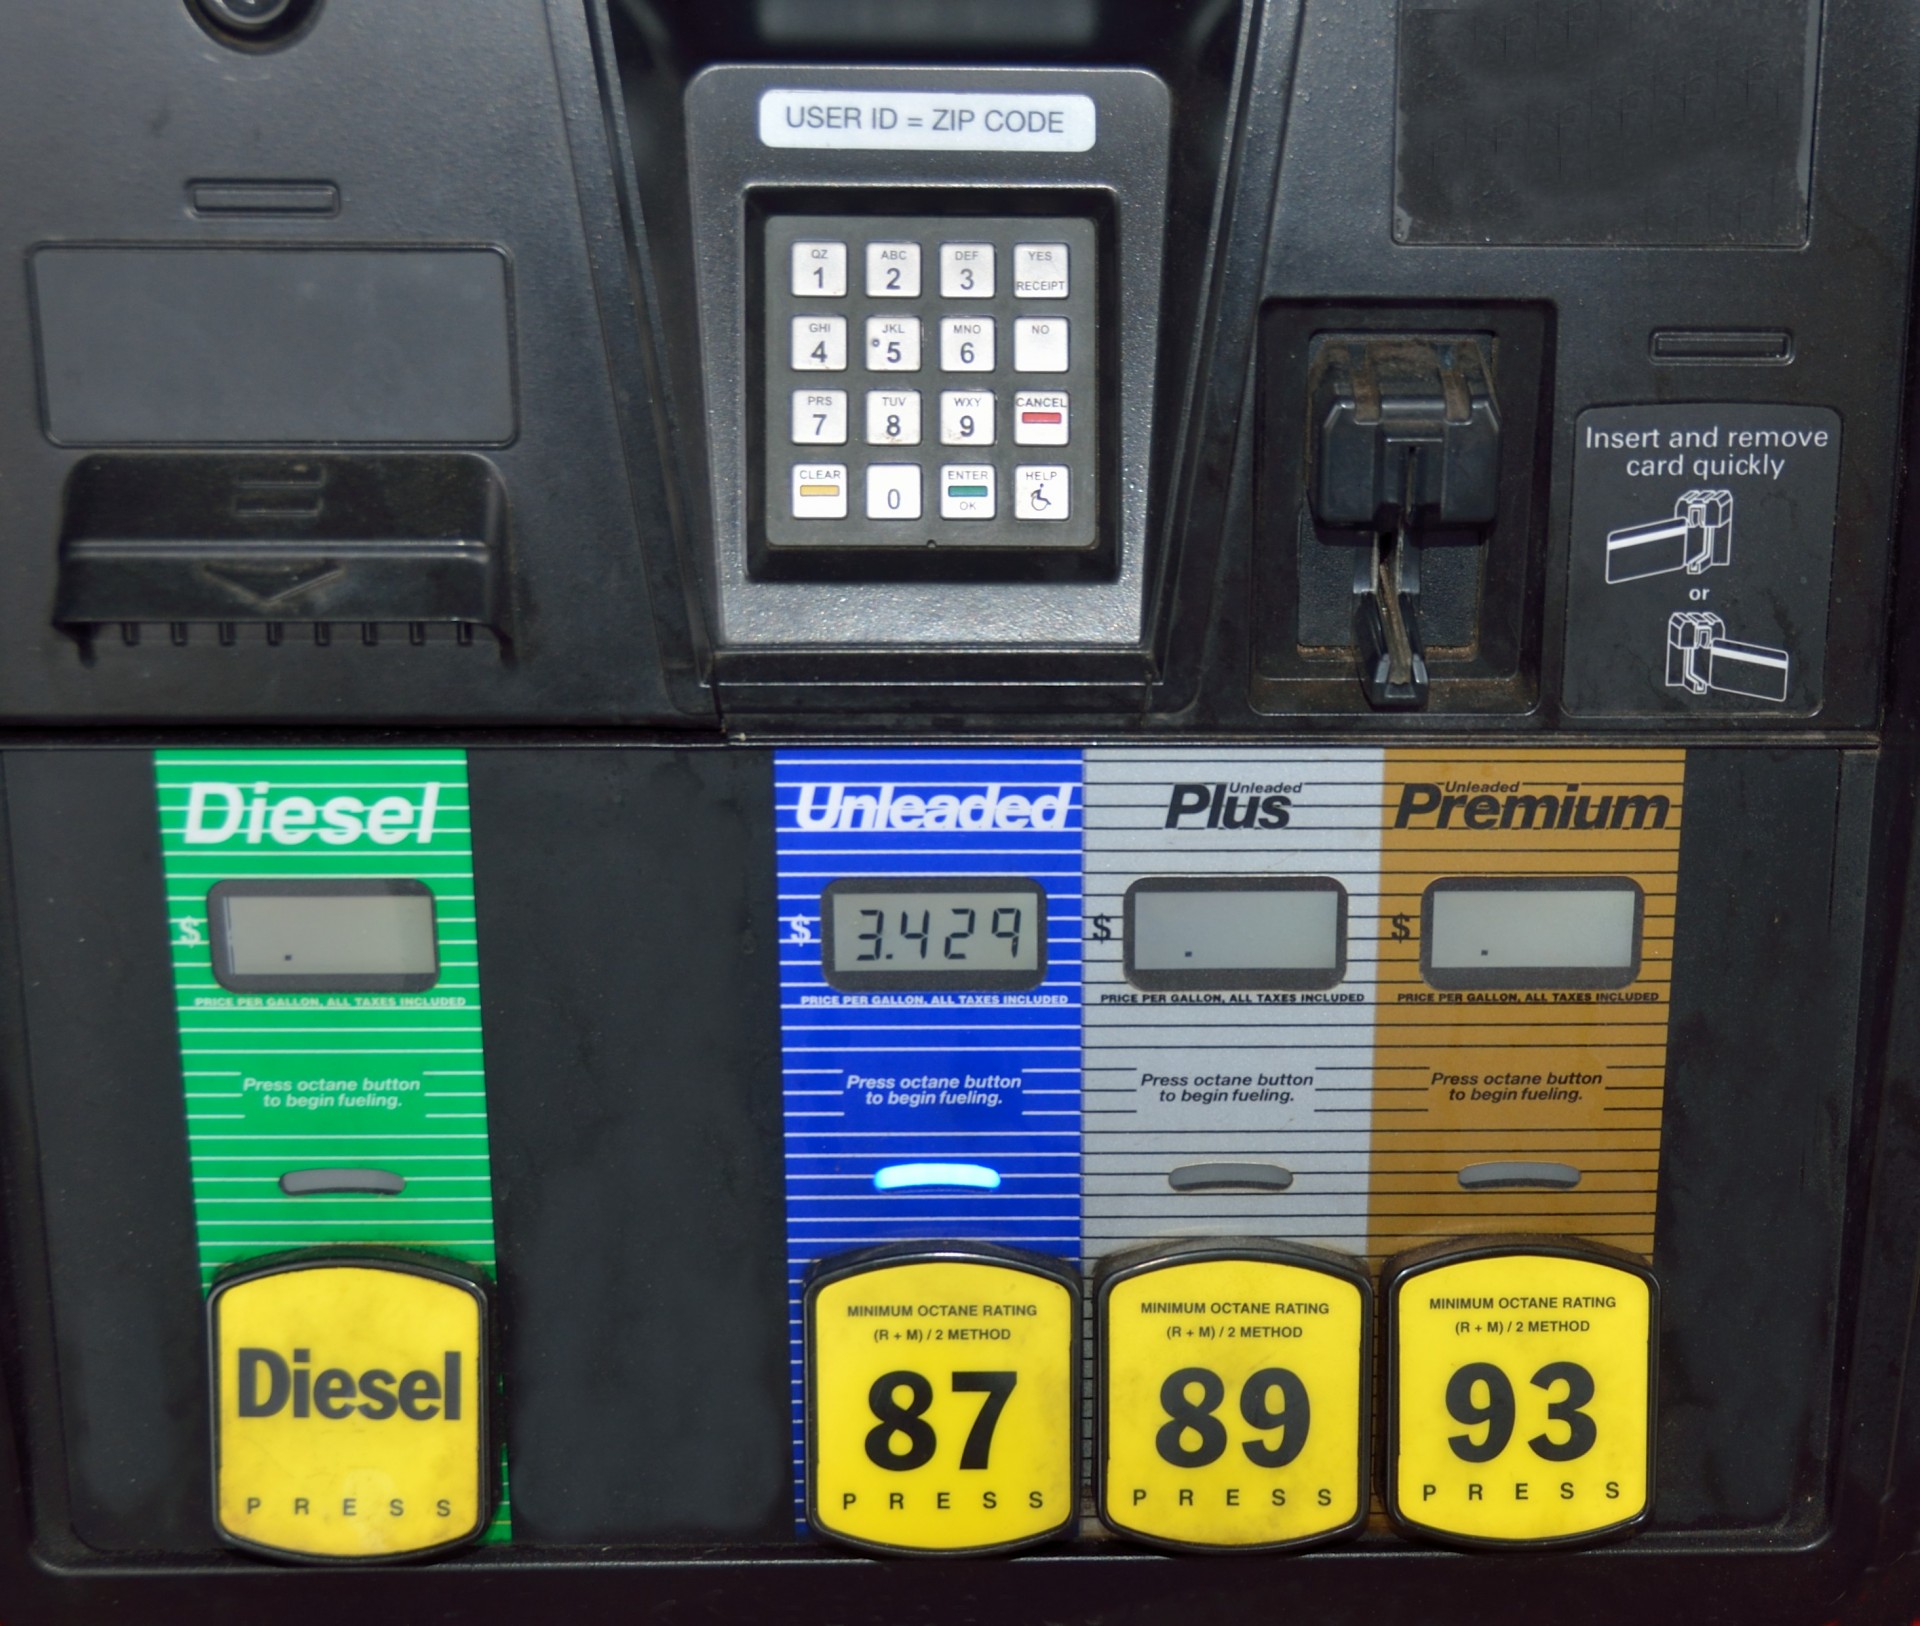 USER ID = ZIP CODE
QZ ABC DEF YES
1 2 3 RECEIPT
GHI JKL MNO NO
4 5 6
PRS TUV WXY CANCEL
7 8 9
CLEAR ENTER HELP
0 OK
Insert and remove
card quickly
or
Diesel
$ .
PRICE PER GALLON, ALL TAXES INCLUDED
Press octane button
to begin fueling.
Diesel
PRESS
Unleaded
$ 3.429
PRICE PER GALLON, ALL TAXES INCLUDED
Press octane button
to begin fueling.
MINIMUM OCTANE RATING
(R + M) / 2 METHOD
87
PRESS
Unleaded
Plus
$ .
PRICE PER GALLON, ALL TAXES INCLUDED
Press octane button
to begin fueling.
MINIMUM OCTANE RATING
(R + M) / 2 METHOD
89
PRESS
Unleaded
Premium
$ .
PRICE PER GALLON, ALL TAXES INCLUDED
Press octane button
to begin fueling.
MINIMUM OCTANE RATING
(R + M) / 2 METHOD
93
PRESS